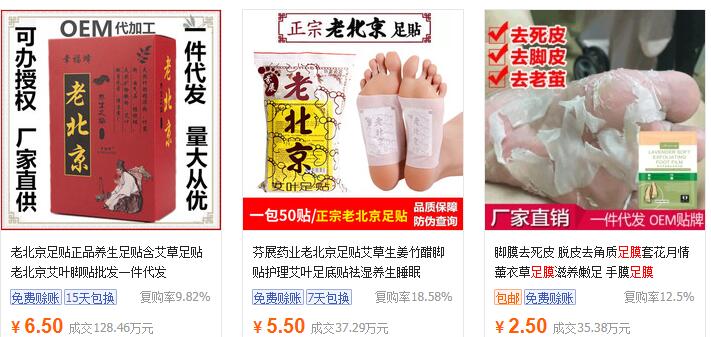 OEM代加工
可办授权 厂家直供
一件代发 量大从优
老北京
老北京
老北京足贴正品养生足贴含艾草足贴
老北京艾叶脚贴批发一件代发
免费赊账 15天包换 复购率9.82%
¥ 6.50 成交128.46万元
正宗老北京足贴
老北京
艾叶足贴
品质保障
防伪查询
一包50贴/正宗老北京足贴
芬展药业老北京足贴艾草生姜竹醋脚
贴护理艾叶足底贴祛湿养生睡眠
免费赊账 7天包换 复购率18.58%
¥ 5.50 成交37.29万元
去死皮
去脚皮
去老茧
LAVENDER SOFT
EXFOLIATING
FOOT FILM
厂家直销 一件代发 OEM贴牌
脚膜去死皮 脱皮去角质足膜套花月情
薰衣草足膜滋养嫩足 手膜足膜
包邮 免费赊账 复购率12.5%
¥ 2.50 成交35.38万元